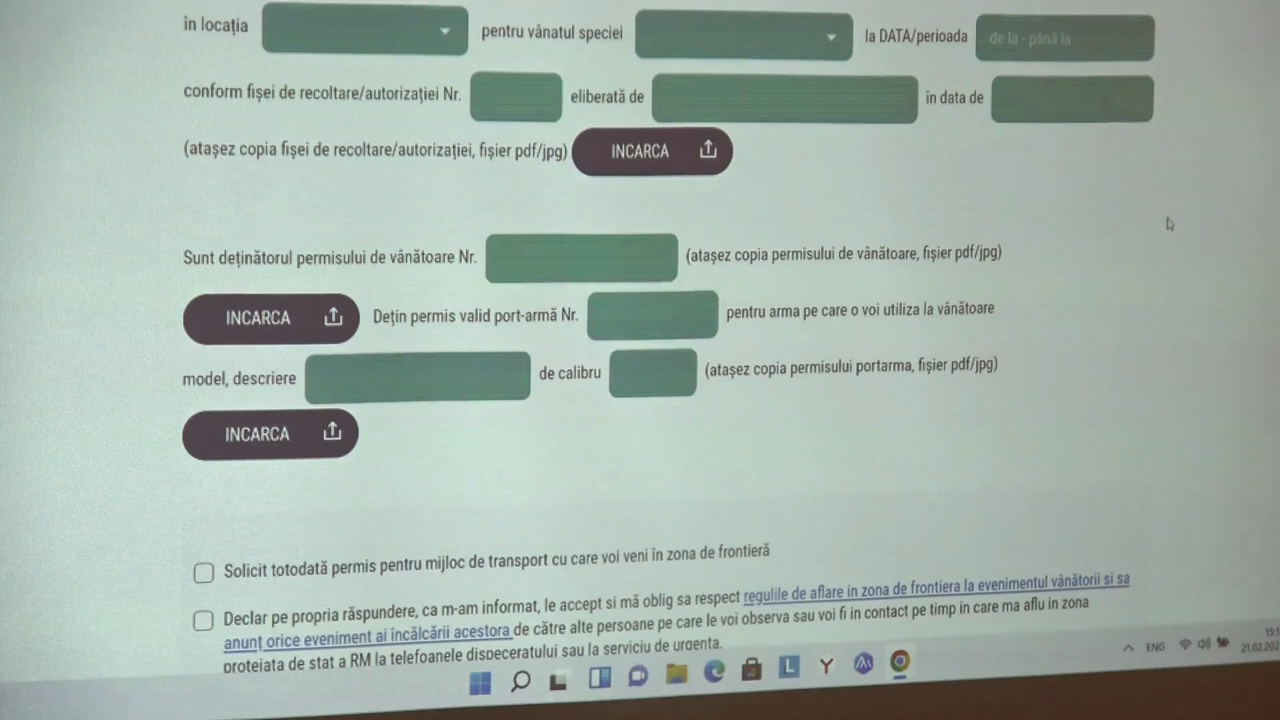 în locația pentru vânatul speciei la DATA/perioada de la - până la
conform fișei de recoltare/autorizației Nr. eliberată de în data de
(atașez copia fișei de recoltare/autorizației, fișier pdf/jpg) INCARCA
Sunt deținătorul permisului de vânătoare Nr. (atașez copia permisului de vânătoare, fișier pdf/jpg)
INCARCA Dețin permis valid port-armă Nr. pentru arma pe care o voi utiliza la vânătoare
model, descriere de calibru (atașez copia permisului portarma, fișier pdf/jpg)
INCARCA
Solicit totodată permis pentru mijloc de transport cu care voi veni în zona de frontieră
Declar pe propria răspundere, ca m-am informat, le accept si mă oblig sa respect regulile de aflare in zona de frontiera la evenimentul vânătorii si sa
anunț orice eveniment ai încălcării acestora de către alte persoane pe care le voi observa sau voi fi in contact pe timp in care ma aflu in zona
proteiata de stat a RM la telefoanele dispeceratului sau la serviciu de urgenta.
ENG